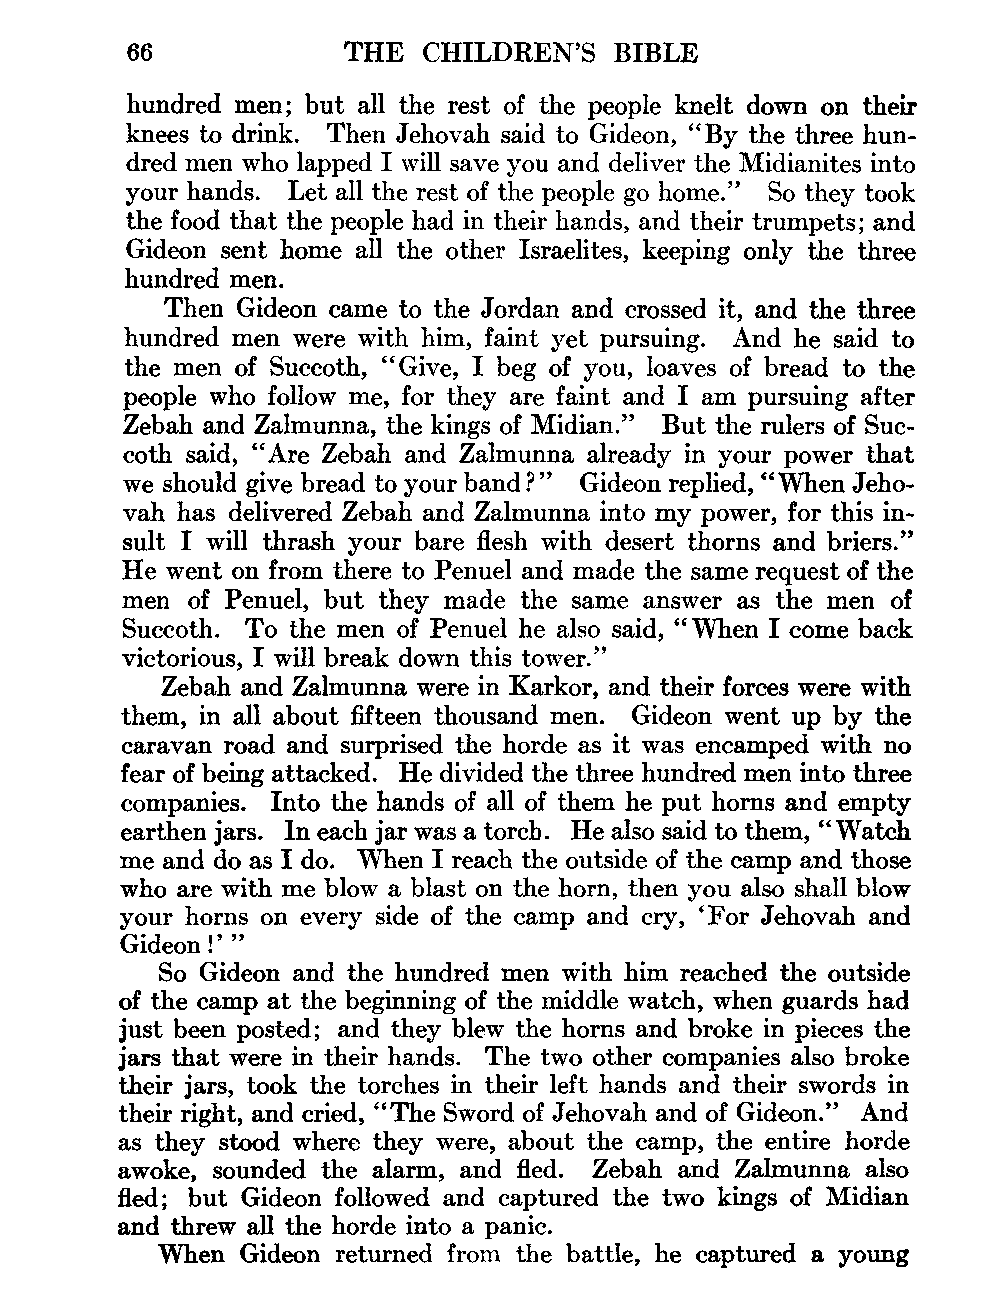 66 THE CHILDREN'S BIBLE
hundred men; but all the rest of the people knelt down on their
knees to drink. Then Jehovah said to Gideon, “By the three hun-
dred men who lapped I will save you and deliver the Midianites into
your hands. Let all the rest of the people go home.” So they took
the food that the people had in their hands, and their trumpets; and
Gideon sent home all the other Israelites, keeping only the three
hundred men.
Then Gideon came to the Jordan and crossed it, and the three
hundred men were with him, faint yet pursuing. And he said to
the men of Succoth, “Give, I beg of you, loaves of bread to the
people who follow me, for they are faint and I am pursuing after
Zebah and Zalmunna, the kings of Midian.” But the rulers of Suc-
coth said, “Are Zebah and Zalmunna already in your power that
we should give bread to your band?” Gideon replied, “When Jeho-
vah has delivered Zebah and Zalmunna into my power, for this in-
sult I will thrash your bare flesh with desert thorns and briers.”
He went on from there to Penuel and made the same request of the
men of Penuel, but they made the same answer as the men of
Succoth. To the men of Penuel he also said, “When I come back
victorious, I will break down this tower.”
Zebah and Zalmunna were in Karkor, and their forces were with
them, in all about fifteen thousand men. Gideon went up by the
caravan road and surprised the horde as it was encamped with no
fear of being attacked. He divided the three hundred men into three
companies. Into the hands of all of them he put horns and empty
earthen jars. In each jar was a torch. He also said to them, “Watch
me and do as I do. When I reach the outside of the camp and those
who are with me blow a blast on the horn, then you also shall blow
your horns on every side of the camp and cry, ‘For Jehovah and
Gideon!’ ”
So Gideon and the hundred men with him reached the outside
of the camp at the beginning of the middle watch, when guards had
just been posted; and they blew the horns and broke in pieces the
jars that were in their hands. The two other companies also broke
their jars, took the torches in their left hands and their swords in
their right, and cried, “The Sword of Jehovah and of Gideon.” And
as they stood where they were, about the camp, the entire horde
awoke, sounded the alarm, and fled. Zebah and Zalmunna also
fled; but Gideon followed and captured the two kings of Midian
and threw all the horde into a panic.
When Gideon returned from the battle, he captured a young